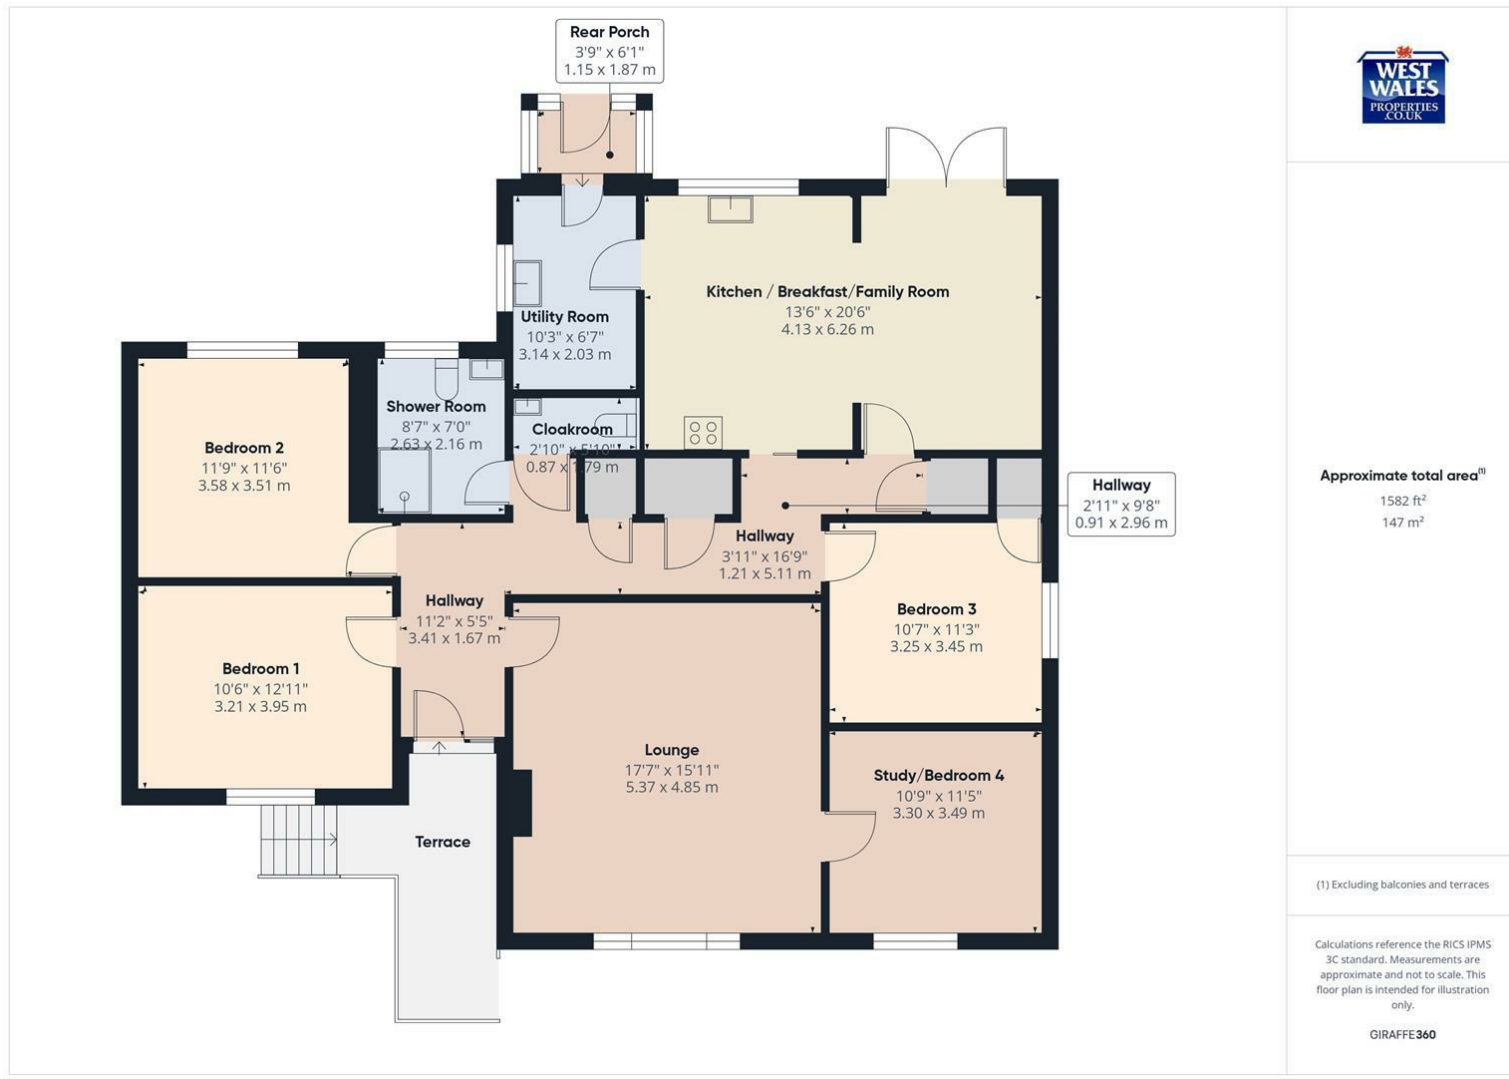 Rear Porch
3'9" x 6'1"
1.15 x 1.87 m
WEST
WALES
PROPERTIES
.CO.UK
Kitchen / Breakfast/Family Room
13'6" x 20'6"
4.13 x 6.26 m
Utility Room
10'3" x 6'7"
3.14 x 2.03 m
Shower Room
8'7" x 7'0"
2.63 x 2.16 m
Cloakroom
2'10" x 5'10"
0.87 x 1.79 m
Bedroom 2
11'9" x 11'6"
3.58 x 3.51 m
Hallway
2'11" x 9'8"
0.91 x 2.96 m
Hallway
3'11" x 16'9"
1.21 x 5.11 m
Hallway
11'2" x 5'5"
3.41 x 1.67 m
Bedroom 3
10'7" x 11'3"
3.25 x 3.45 m
Bedroom 1
10'6" x 12'11"
3.21 x 3.95 m
Lounge
17'7" x 15'11"
5.37 x 4.85 m
Study/Bedroom 4
10'9" x 11'5"
3.30 x 3.49 m
Terrace
Approximate total area(1)
1582 ft²
147 m²
(1) Excluding balconies and terraces
Calculations reference the RICS IPMS
3C standard. Measurements are
approximate and not to scale. This
floor plan is intended for illustration
only.
GIRAFFE360